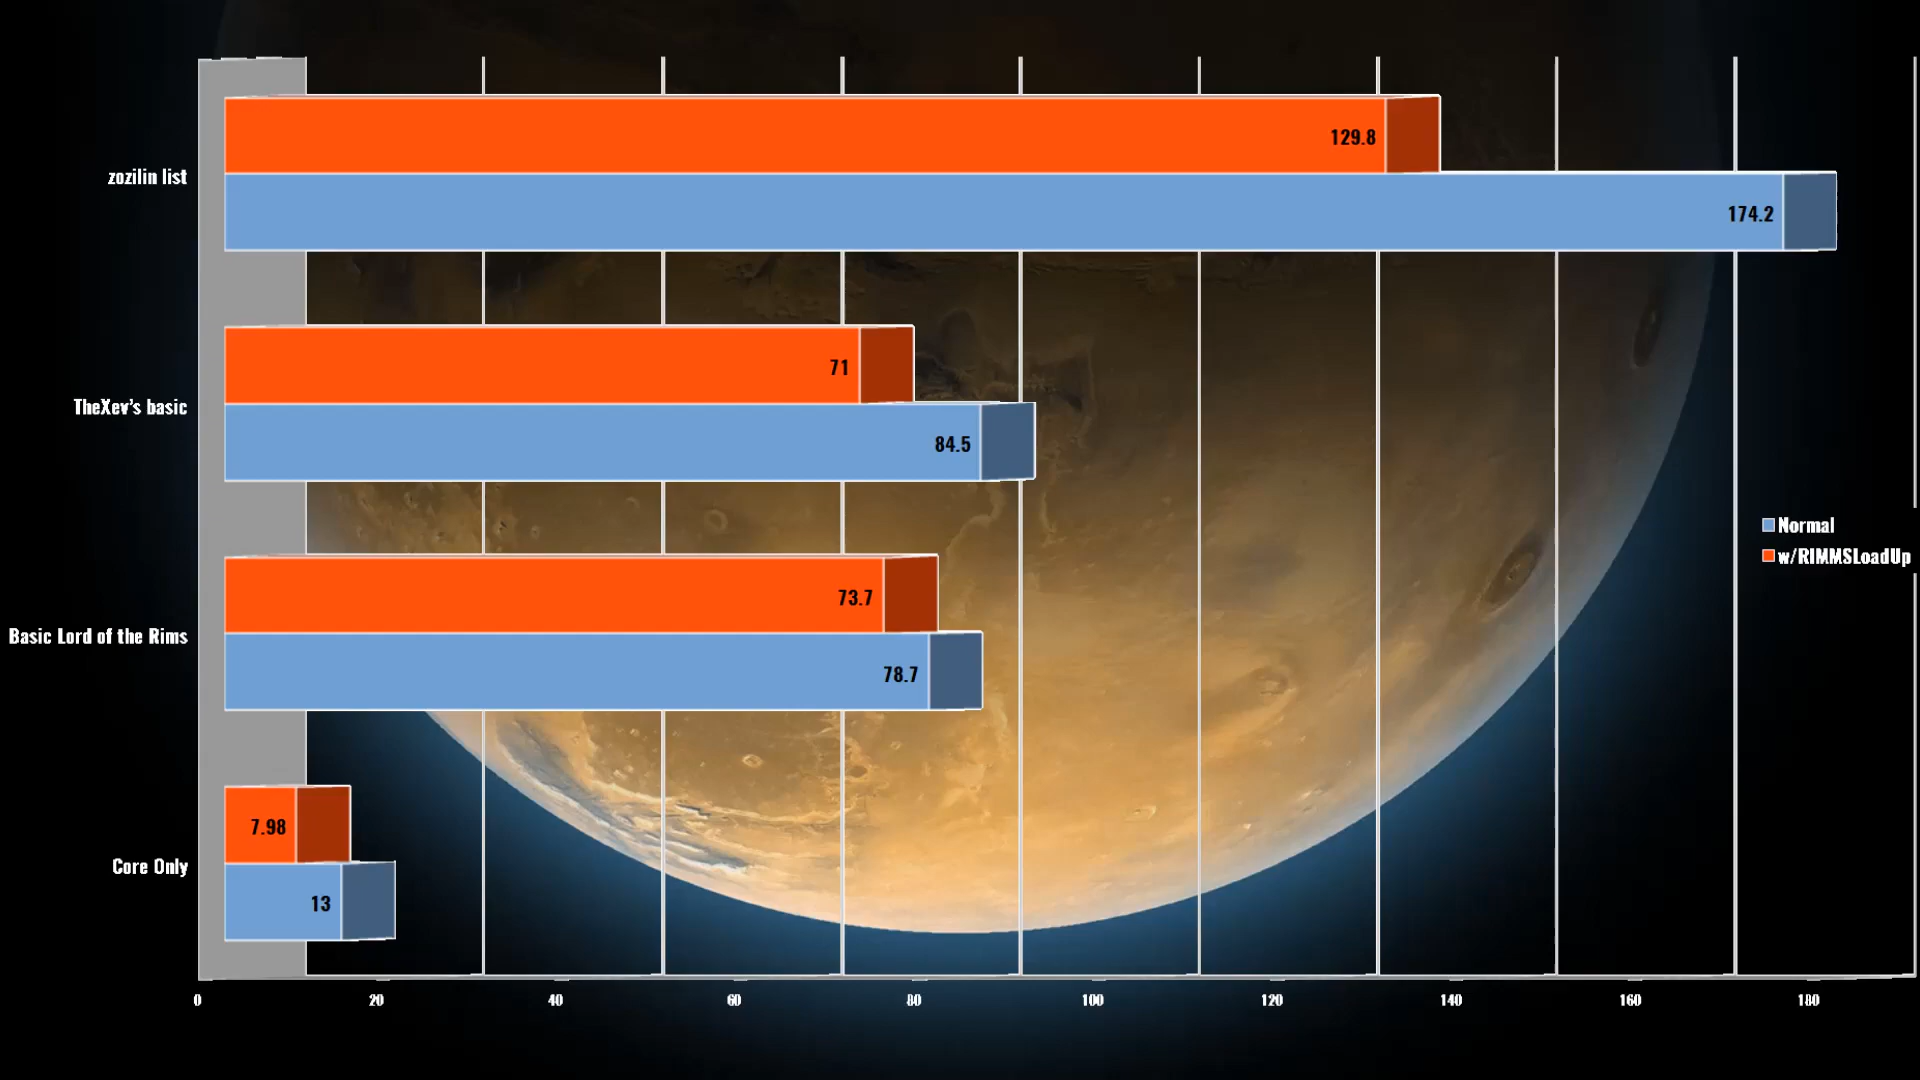 129.8
zozilin list
174.2
71
TheXev's basic
84.5
Normal
w/RIMMSLoadUp
73.7
Basic Lord of the Rims
78.7
7.98
Core Only
13
0 20 40 60 80 100 120 140 160 180